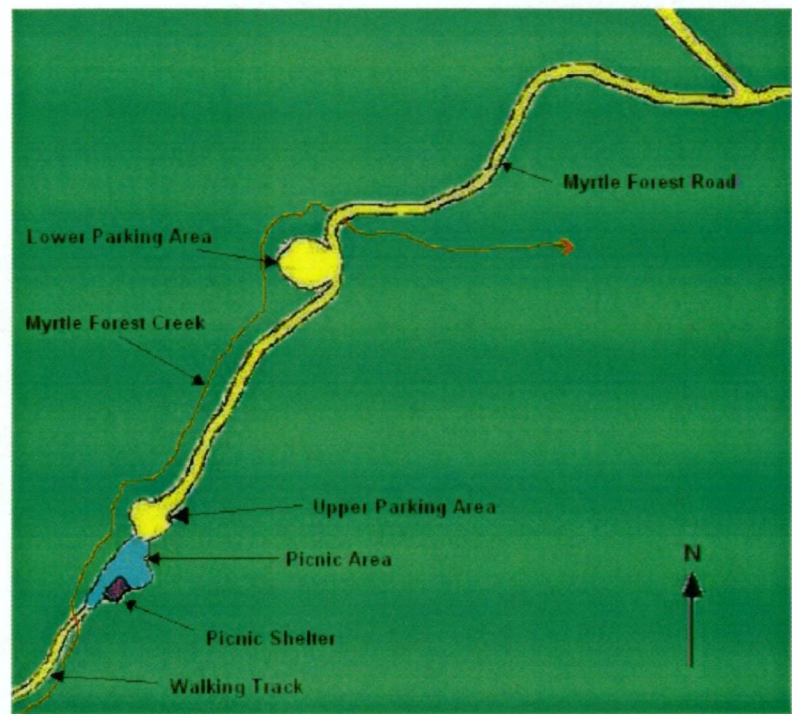 Myrtle Forest Road
Lower Parking Area
Myrtle Forest Creek
Upper Parking Area
Picnic Area
N
Picnic Shelter
Walking Track